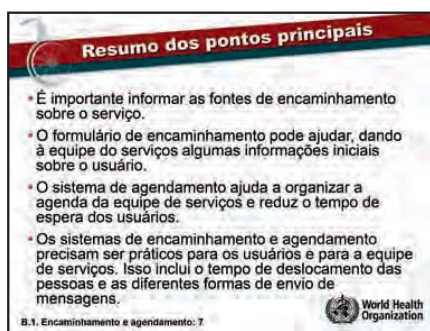 Resumo dos pontos principais
• É importante informar as fontes de encaminhamento
sobre o serviço.
• O formulário de encaminhamento pode ajudar, dando
à equipe do serviços algumas informações iniciais
sobre o usuário.
• O sistema de agendamento ajuda a organizar a
agenda da equipe de serviços e reduz o tempo de
espera dos usuários.
• Os sistemas de encaminhamento e agendamento
precisam ser práticos para os usuários e para a equipe
de serviços. Isso inclui o tempo de deslocamento das
pessoas e as diferentes formas de envio de
mensagens.
B.1. Encaminhamento e agendamento: 7
World Health
Organization